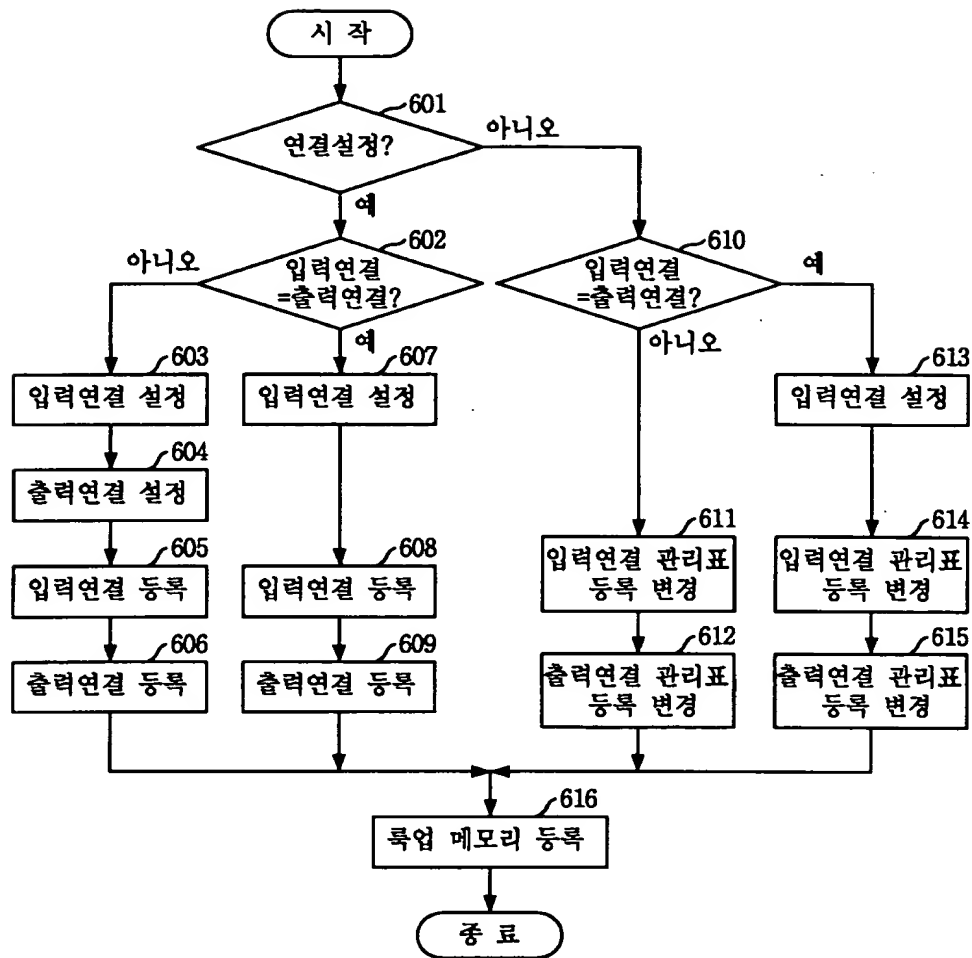 시 작
601
연결설정?
아니오
예
602
입력연결
=출력연결?
아니오
예
610
입력연결
=출력연결?
예
아니오
603
입력연결 설정
607
입력연결 설정
613
입력연결 설정
604
출력연결 설정
605
입력연결 등록
608
입력연결 등록
611
입력연결 관리표
등록 변경
614
입력연결 관리표
등록 변경
606
출력연결 등록
609
출력연결 등록
612
출력연결 관리표
등록 변경
615
출력연결 관리표
등록 변경
616
룩업 메모리 등록
종 료